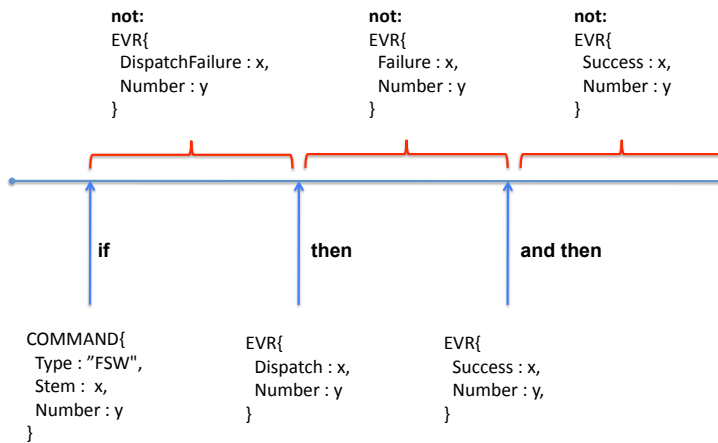 not:
EVR{
DispatchFailure : x,
Number : y
}
not:
EVR{
Failure : x,
Number : y
}
not:
EVR{
Success : x,
Number : y
}
if
then
and then
COMMAND{
Type : ”FSW",
Stem :  x,
Number : y
}
EVR{
Dispatch : x,
Number : y
}
EVR{
Success : x,
Number : y,
}